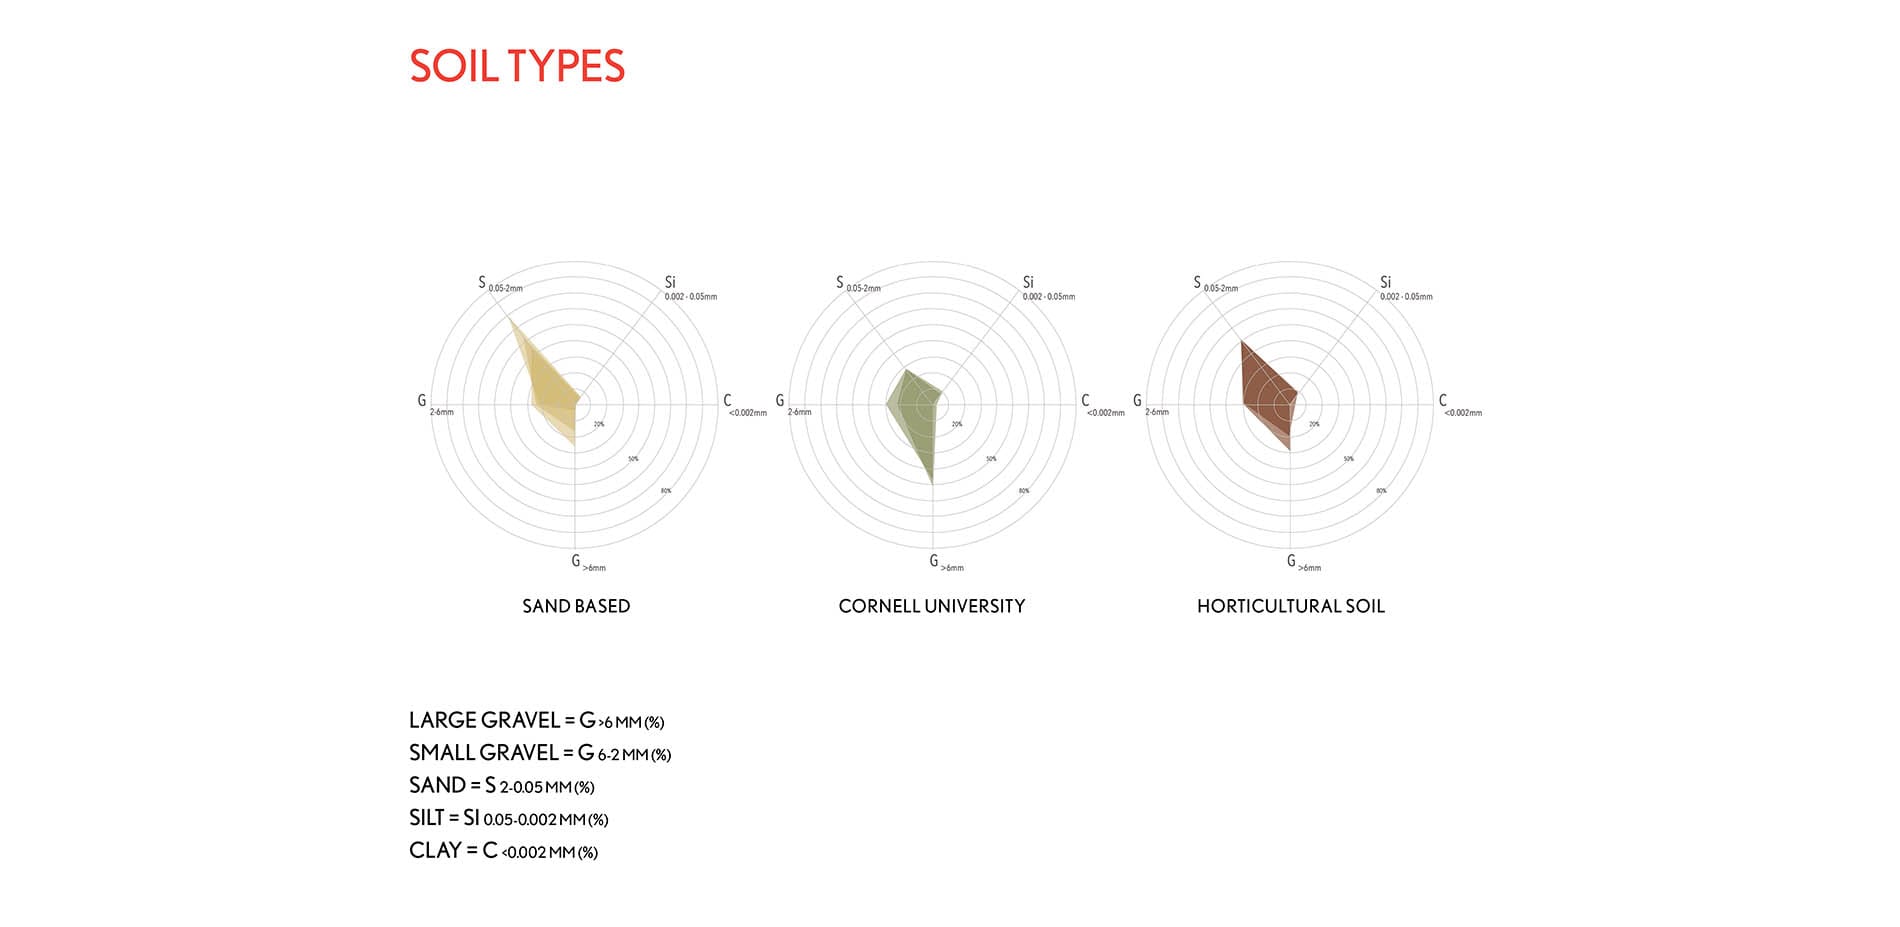 SOIL TYPES
S 0.05-2mm
Si
0.002 - 0.05mm
G 2-6mm
C <0.002mm
20%
50%
80%
G >6mm
SAND BASED
S 0.05-2mm
Si
0.002 - 0.05mm
G 2-6mm
C <0.002mm
20%
50%
80%
G >6mm
CORNELL UNIVERSITY
S 0.05-2mm
Si
0.002 - 0.05mm
G 2-6mm
C <0.002mm
20%
50%
80%
G >6mm
HORTICULTURAL SOIL
LARGE GRAVEL = G >6 MM (%)
SMALL GRAVEL = G 6-2 MM (%)
SAND = S 2-0.05 MM (%)
SILT = SI 0.05-0.002 MM (%)
CLAY = C <0.002 MM (%)